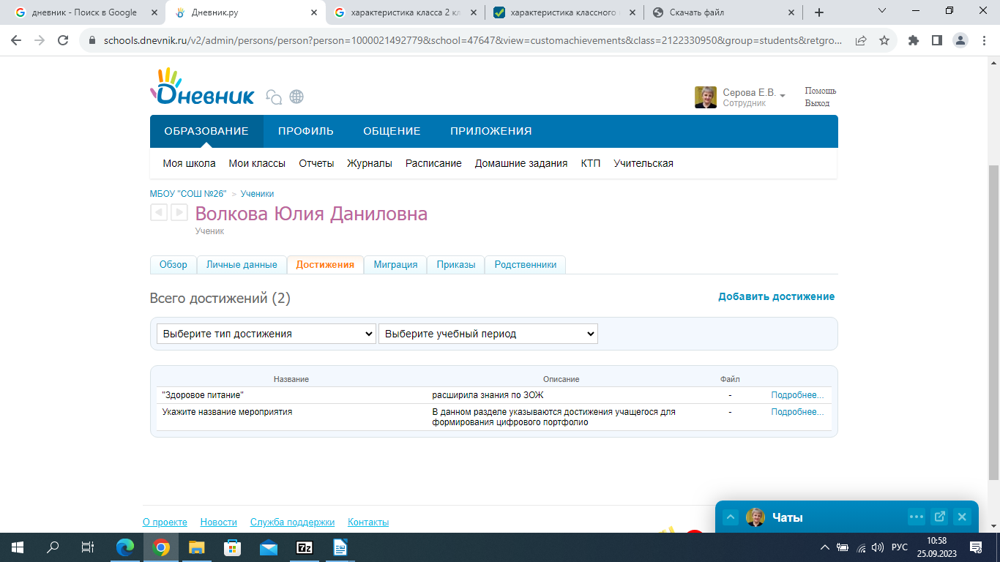 дневник - Поиск в Google
Дневник.ру
характеристика класса 2 кл
характеристика классного
Скачать файл
schools.dnevnik.ru/v2/admin/persons/person?person=1000021492779&school=47647&view=customachievements&class=2122330950&group=students&retgro...
Дневник
Серова Е.В.
Сотрудник
Помощь
Выход
ОБРАЗОВАНИЕ ПРОФИЛЬ ОБЩЕНИЕ ПРИЛОЖЕНИЯ
Моя школа Мои классы Отчеты Журналы Расписание Домашние задания КТП Учительская
МБОУ "СОШ №26" > Ученики
Волкова Юлия Даниловна
Ученик
Обзор Личные данные Достижения Миграция Приказы Родственники
Всего достижений (2) Добавить достижение
Выберите тип достижения Выберите учебный период
Название Описание Файл
"Здоровое питание" расширила знания по ЗОЖ - Подробнее...
Укажите название мероприятия В данном разделе указываются достижения учащегося для - Подробнее...
формирования цифрового портфолио
О проекте Новости Служба поддержки Контакты
Чаты
7z
РУС
10:58
25.09.2023